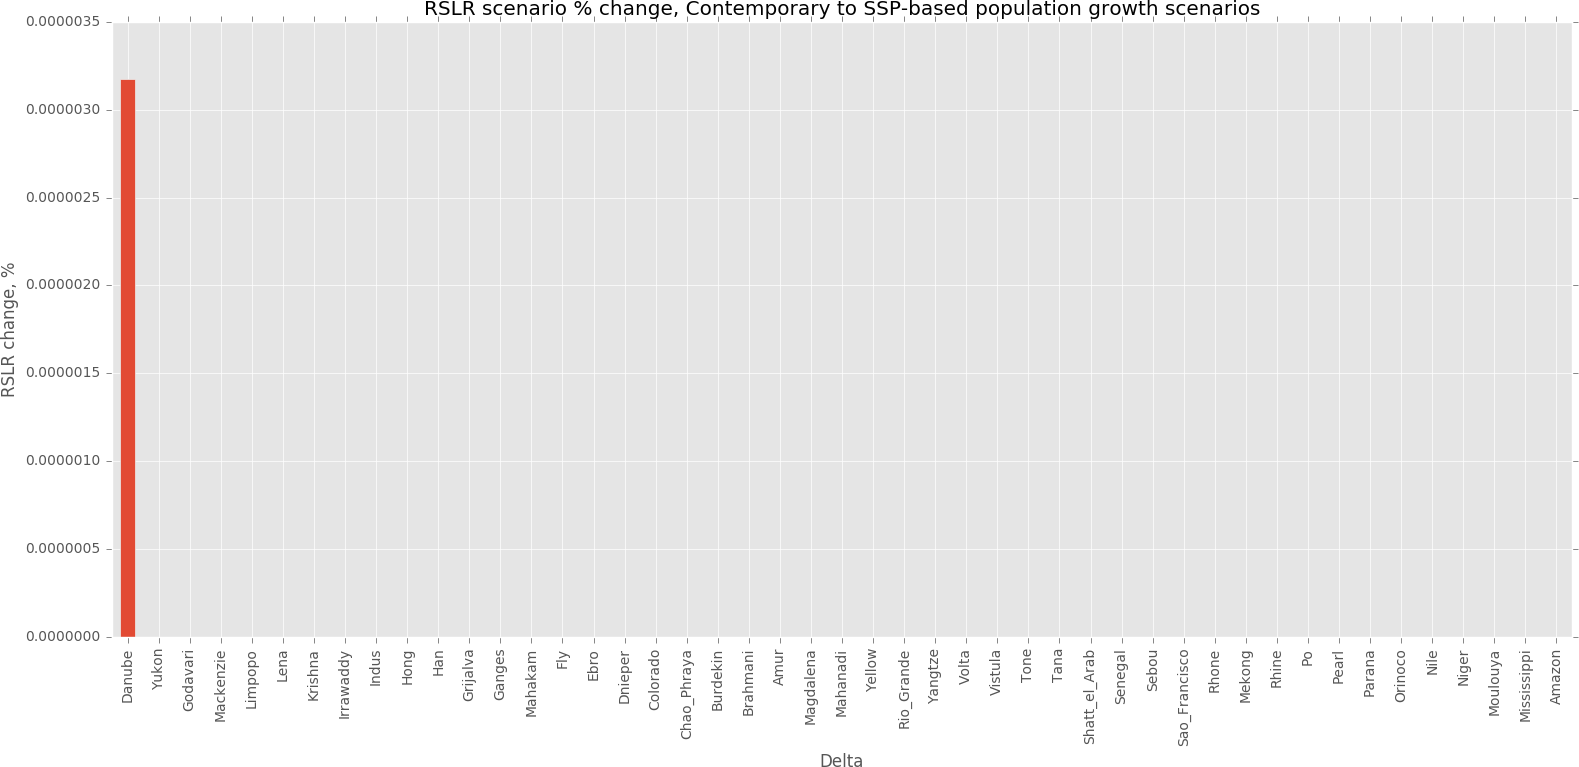 RSLR scenario % change, Contemporary to SSP-based population growth scenarios
0.0000035
0.0000030
0.0000025
0.0000020
0.0000015
0.0000010
0.0000005
0.0000000
RSLR change, %
Danube
Yukon
Godavari
Mackenzie
Limpopo
Lena
Krishna
Irrawaddy
Indus
Hong
Han
Grijalva
Ganges
Mahakam
Fly
Ebro
Dnieper
Colorado
Chao_Phraya
Burdekin
Brahmani
Amur
Magdalena
Mahanadi
Yellow
Rio_Grande
Yangtze
Volta
Vistula
Tone
Tana
Shatt_el_Arab
Senegal
Sebou
Sao_Francisco
Rhone
Mekong
Rhine
Po
Pearl
Parana
Orinoco
Nile
Niger
Moulouya
Mississippi
Amazon
Delta